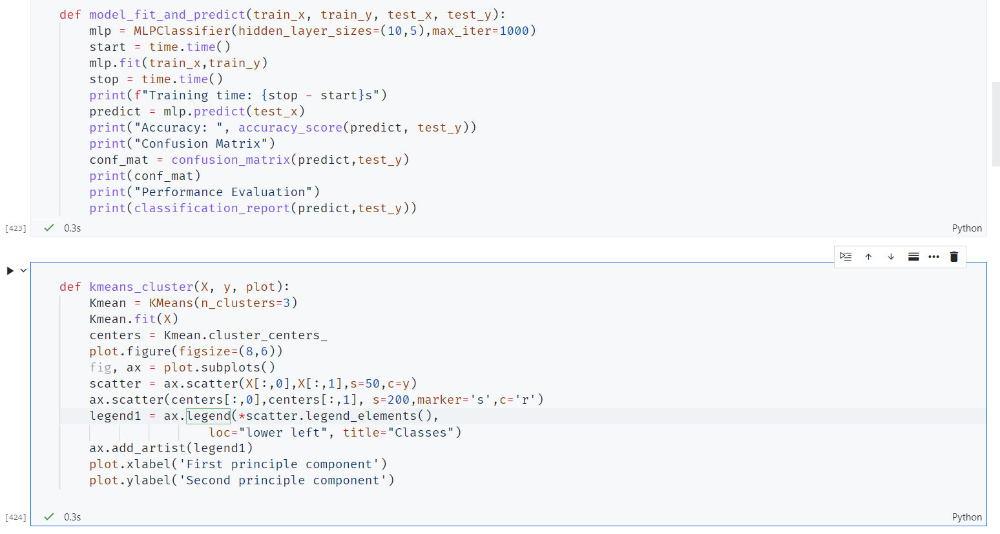 def model_fit_and_predict(train_x, train_y, test_x, test_y):
    mlp = MLPClassifier(hidden_layer_sizes=(10,5),max_iter=1000)
    start = time.time()
    mlp.fit(train_x,train_y)
    stop = time.time()
    print(f"Training time: {stop - start}s")
    predict = mlp.predict(test_x)
    print("Accuracy: ", accuracy_score(predict, test_y))
    print("Confusion Matrix")
    conf_mat = confusion_matrix(predict,test_y)
    print(conf_mat)
    print("Performance Evaluation")
    print(classification_report(predict,test_y))
[423] 0.3s Python
def kmeans_cluster(X, y, plot):
    Kmean = KMeans(n_clusters=3)
    Kmean.fit(X)
    centers = Kmean.cluster_centers_
    plot.figure(figsize=(8,6))
    fig, ax = plot.subplots()
    scatter = ax.scatter(X[:,0],X[:,1],s=50,c=y)
    ax.scatter(centers[:,0],centers[:,1], s=200,marker='s',c='r')
    legend1 = ax.legend(*scatter.legend_elements(),
                    loc="lower left", title="Classes")
    ax.add_artist(legend1)
    plot.xlabel('First principle component')
    plot.ylabel('Second principle component')
[424] 0.3s Python